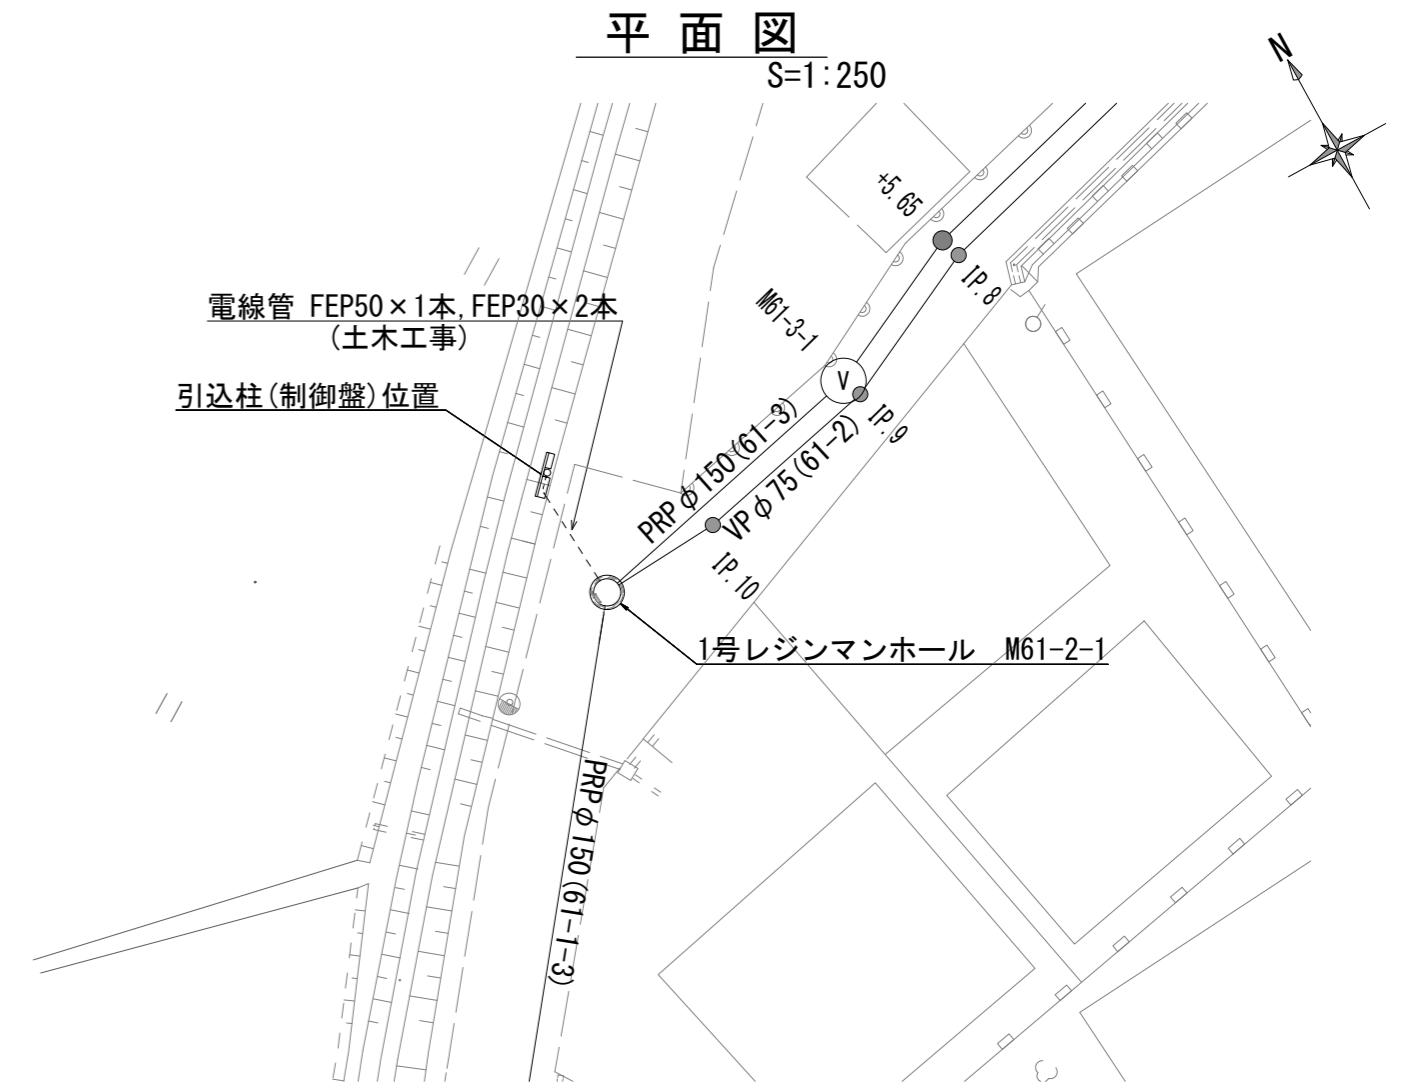 平 面 図
S=1:250
N
+5.65
IP.8
電線管 FEP50×1本,FEP30×2本
(土木工事)
M61-3-1
V
引込柱(制御盤)位置
IP.9
PRPφ150(61-3)
VPφ75(61-2)
IP.10
1号レジンマンホール M61-2-1
PRPφ150(61-1-3)